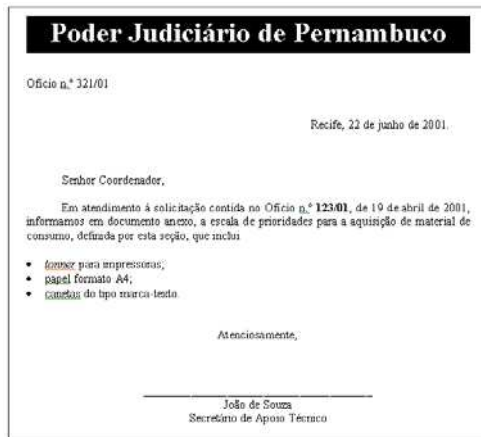 Poder Judiciário de Pernambuco
Ofício n.º 321/01
Recife, 22 de junho de 2001.
Senhor Coordenador,
Em atendimento à solicitação contida no Ofício n.º 123/01, de 19 de abril de 2001,
informamos em documento anexo, a escala de prioridades para a aquisição de material de
consumo, definida por esta seção, que inclui
• tonner para impressoras;
• papel formato A4;
• canetas do tipo marca-texto.
Atenciosamente,
João de Souza
Secretário de Apoio Técnico